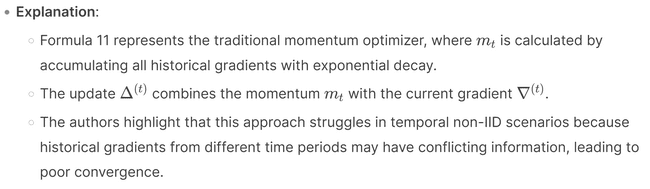 • Explanation:
○ Formula 11 represents the traditional momentum optimizer, where $m_t$ is calculated by
accumulating all historical gradients with exponential decay.
○ The update $\Delta^{(t)}$ combines the momentum $m_t$ with the current gradient $\nabla^{(t)}$.
○ The authors highlight that this approach struggles in temporal non-IID scenarios because
historical gradients from different time periods may have conflicting information, leading to
poor convergence.